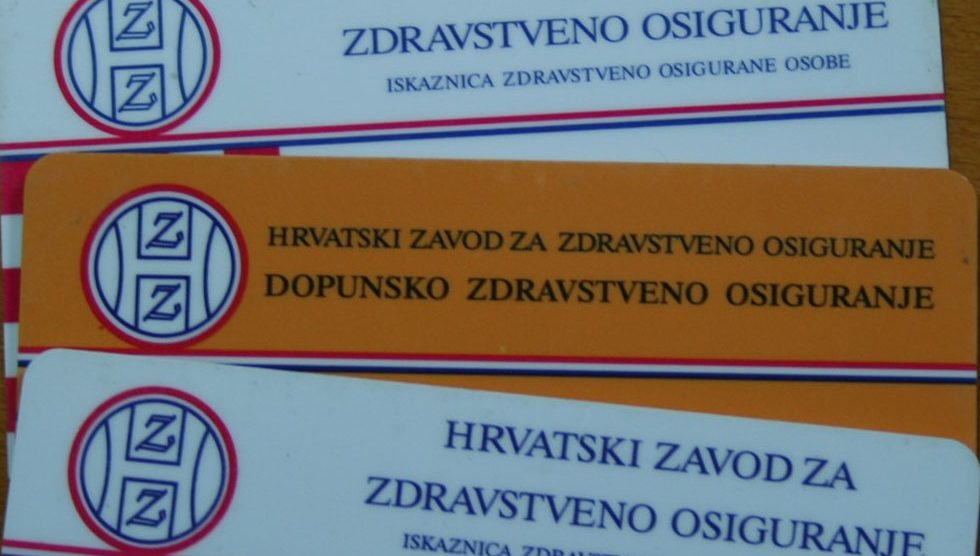 Z
Z
ZDRAVSTVENO OSIGURANJE
ISKAZNICA ZDRAVSTVENO OSIGURANE OSOBE
Z
Z
HRVATSKI ZAVOD ZA ZDRAVSTVENO OSIGURANJE
DOPUNSKO ZDRAVSTVENO OSIGURANJE
Z
Z
HRVATSKI ZAVOD ZA
ZDRAVSTVENO OSIGURANJE
ISKAZNICA